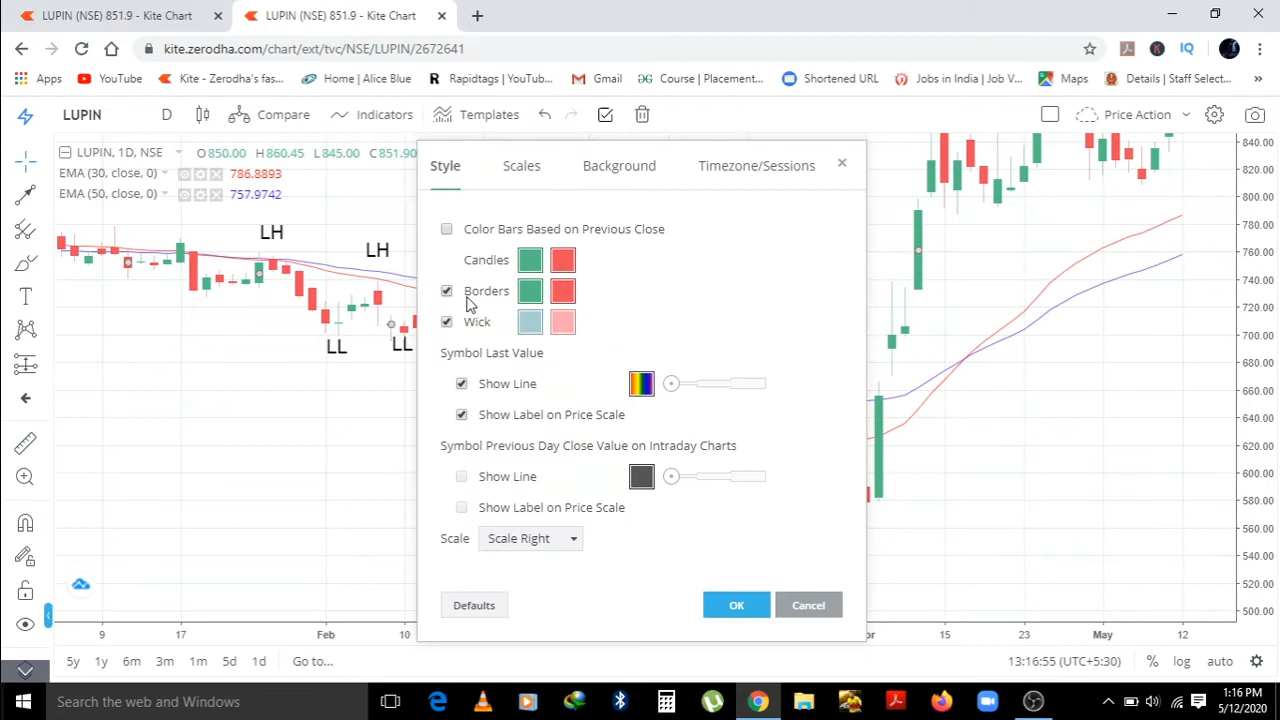 LUPIN (NSE) 851.9 - Kite Chart
LUPIN (NSE) 851.9 - Kite Chart
kite.zerodha.com/chart/ext/tvc/NSE/LUPIN/2672641
Apps
YouTube
Kite - Zerodha's fas...
Home | Alice Blue
Rapidtags | YouTub...
Gmail
Course | Placement...
Shortened URL
Jobs in India | Job V...
Maps
Details | Staff Select...
LUPIN
D
Compare
Indicators
Templates
Price Action
LUPIN, 1D, NSE
O850.00 H860.45 L845.00 C851.90
EMA (30, close, 0)
786.8893
EMA (50, close, 0)
757.9742
LH
LH
LL
LL
Style
Scales
Background
Timezone/Sessions
Color Bars Based on Previous Close
Candles
Borders
Wick
Symbol Last Value
Show Line
Show Label on Price Scale
Symbol Previous Day Close Value on Intraday Charts
Show Line
Show Label on Price Scale
Scale
Scale Right
Defaults
OK
Cancel
840.00
820.00
800.00
780.00
760.00
740.00
720.00
700.00
680.00
660.00
640.00
620.00
600.00
580.00
560.00
540.00
520.00
500.00
9
17
Feb
10
15
23
May
12
5y
1y
6m
3m
1m
5d
1d
Go to...
13:16:55 (UTC+5:30)
%
log
auto
Search the web and Windows
1:16 PM
5/12/2020